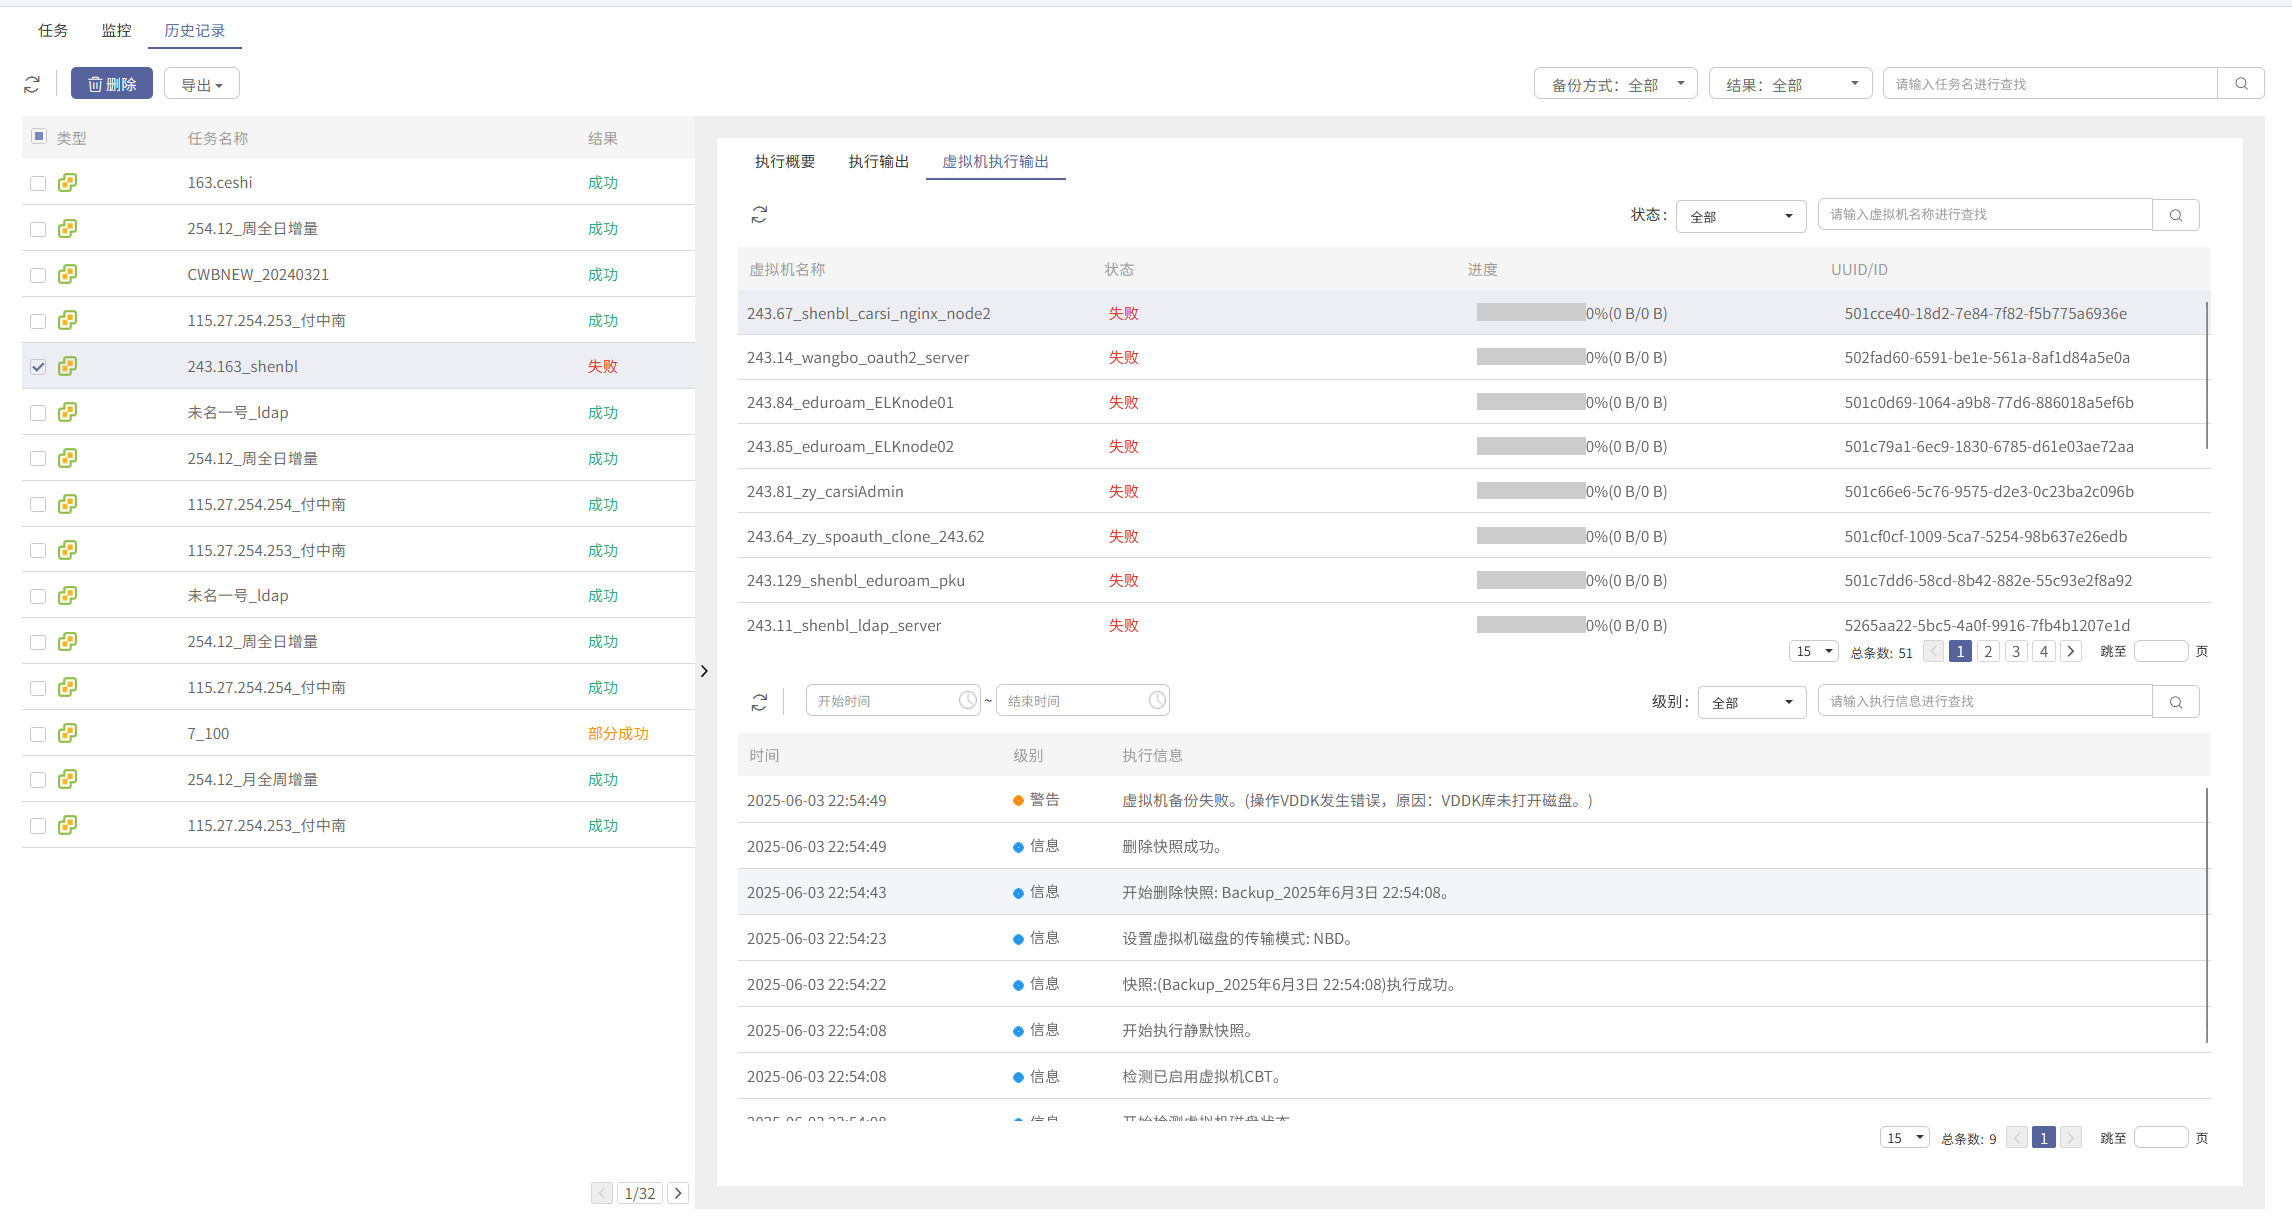 任务 监控 历史记录
删除 导出 备份方式：全部 结果：全部 请输入任务名进行查找
类型 任务名称 结果
163.ceshi 成功
254.12_周全日增量 成功
CWBNEW_20240321 成功
115.27.254.253_付中南 成功
243.163_shenbl 失败
未名一号_ldap 成功
254.12_周全日增量 成功
115.27.254.254_付中南 成功
115.27.254.253_付中南 成功
未名一号_ldap 成功
254.12_周全日增量 成功
115.27.254.254_付中南 成功
7_100 部分成功
254.12_月全周增量 成功
115.27.254.253_付中南 成功
1/32
执行概要 执行输出 虚拟机执行输出
状态： 全部 请输入虚拟机名称进行查找
虚拟机名称 状态 进度 UUID/ID
243.67_shenbl_carsi_nginx_node2 失败 0%(0 B/0 B) 501cce40-18d2-7e84-7f82-f5b775a6936e
243.14_wangbo_oauth2_server 失败 0%(0 B/0 B) 502fad60-6591-be1e-561a-8af1d84a5e0a
243.84_eduroam_ELKnode01 失败 0%(0 B/0 B) 501c0d69-1064-a9b8-77d6-886018a5ef6b
243.85_eduroam_ELKnode02 失败 0%(0 B/0 B) 501c79a1-6ec9-1830-6785-d61e03ae72aa
243.81_zy_carsiAdmin 失败 0%(0 B/0 B) 501c66e6-5c76-9575-d2e3-0c23ba2c096b
243.64_zy_spoauth_clone_243.62 失败 0%(0 B/0 B) 501cf0cf-1009-5ca7-5254-98b637e26edb
243.129_shenbl_eduroam_pku 失败 0%(0 B/0 B) 501c7dd6-58cd-8b42-882e-55c93e2f8a92
243.11_shenbl_ldap_server 失败 0%(0 B/0 B) 5265aa22-5bc5-4a0f-9916-7fb4b1207e1d
15 总条数: 51 1 2 3 4 跳至 页
开始时间 ~ 结束时间 级别： 全部 请输入执行信息进行查找
时间 级别 执行信息
2025-06-03 22:54:49 警告 虚拟机备份失败。(操作VDDK发生错误，原因：VDDK库未打开磁盘。)
2025-06-03 22:54:49 信息 删除快照成功。
2025-06-03 22:54:43 信息 开始删除快照: Backup_2025年6月3日 22:54:08。
2025-06-03 22:54:23 信息 设置虚拟机磁盘的传输模式: NBD。
2025-06-03 22:54:22 信息 快照:(Backup_2025年6月3日 22:54:08)执行成功。
2025-06-03 22:54:08 信息 开始执行静默快照。
2025-06-03 22:54:08 信息 检测已启用虚拟机CBT。
2025-06-03 22:54:08 信息 开始检测虚拟机磁盘状态
15 总条数: 9 1 跳至 页